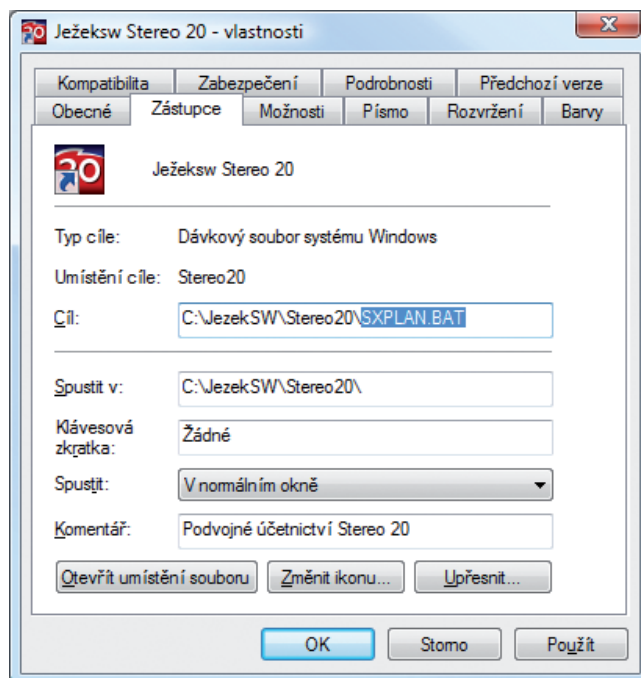 Ježeksw Stereo 20 - vlastnosti
Kompatibilita Zabezpečení Podrobnosti Předchozí verze
Obecné Zástupce Možnosti Písmo Rozvržení Barvy
20
Ježeksw Stereo 20
Typ cíle: Dávkový soubor systému Windows
Umístění cíle: Stereo20
Cíl: C:\JezekSW\Stereo20\SXPLAN.BAT
Spustit v: C:\JezekSW\Stereo20\
Klávesová
zkratka: Žádné
Spustit: V normálním okně
Komentář: Podvojné účetnictví Stereo 20
Otevřít umístění souboru Změnit ikonu... Upřesnit...
OK Storno Použít